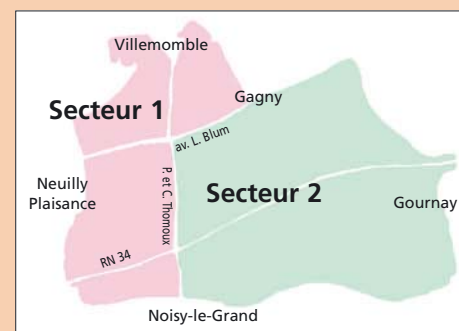 Villemomble
Secteur 1
Gagny
av. L. Blum
Neuilly
Plaisance
P. et C. Thomoux
Secteur 2
Gournay
RN 34
Noisy-le-Grand